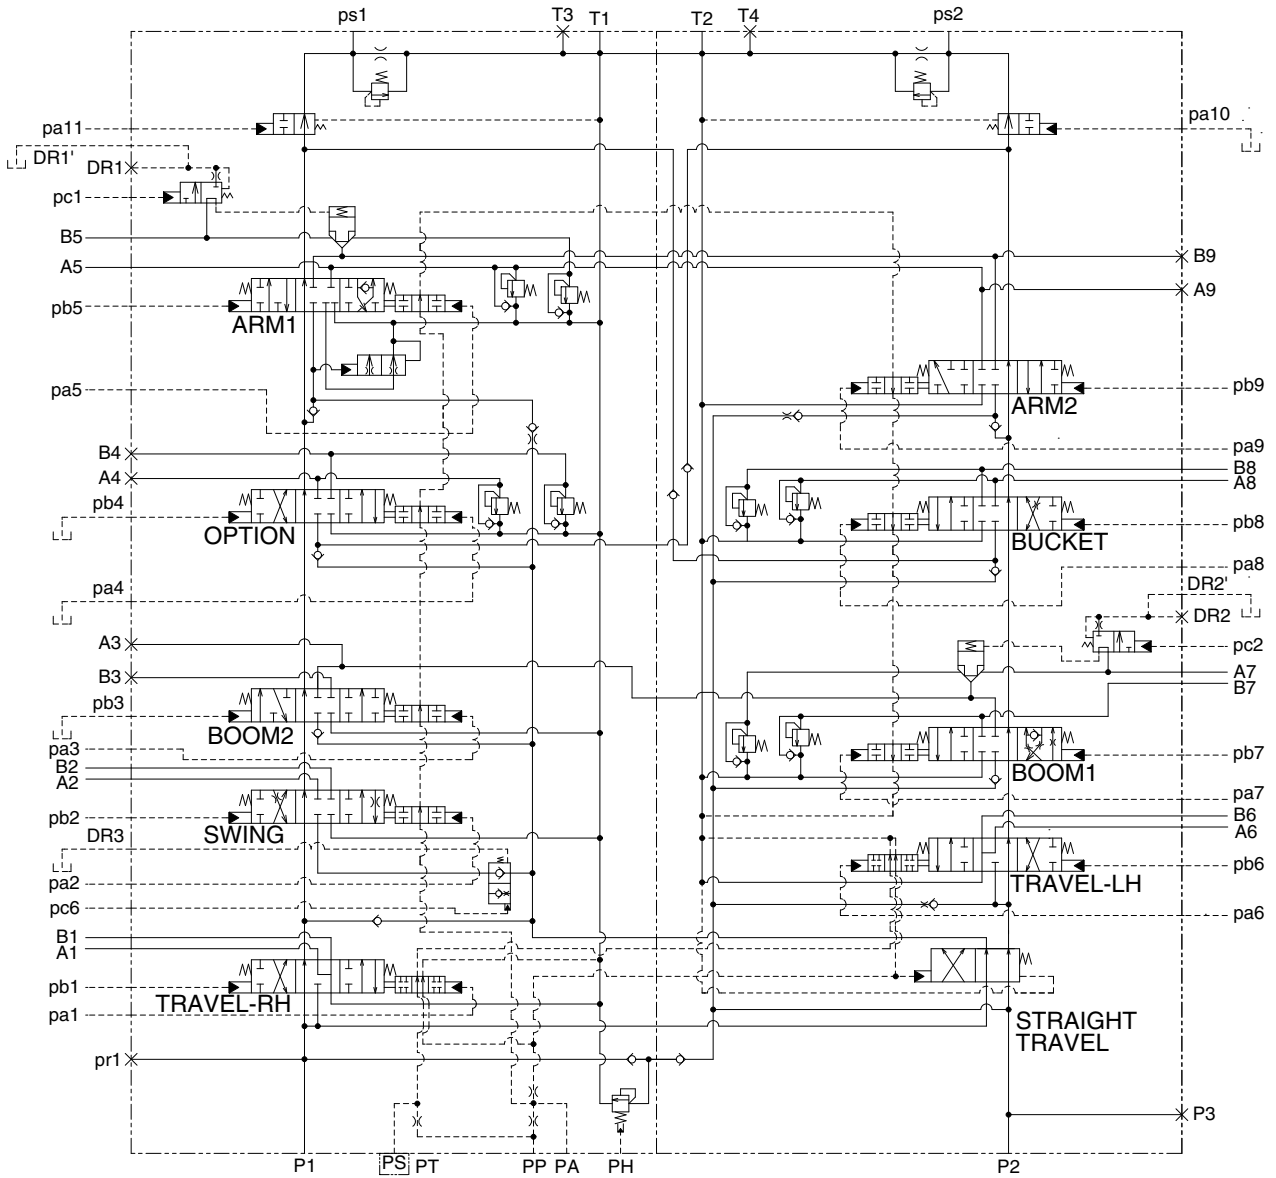 ps1
T3
T1
T2
T4
ps2
pa11
pa10
DR1'
DR1
pc1
B5
A5
B9
A9
pb5
ARM1
pa5
pb9
ARM2
pa9
B4
A4
B8
A8
pb4
OPTION
BUCKET
pb8
pa4
pa8
DR2'
DR2
A3
pc2
B3
A7
B7
pb3
BOOM2
pa3
pb7
BOOM1
B2
A2
pa7
pb2
SWING
B6
A6
DR3
pa2
TRAVEL-LH
pb6
pc6
pa6
B1
A1
pb1
TRAVEL-RH
pa1
STRAIGHT
TRAVEL
pr1
P3
P1
PS
PT
PP
PA
PH
P2